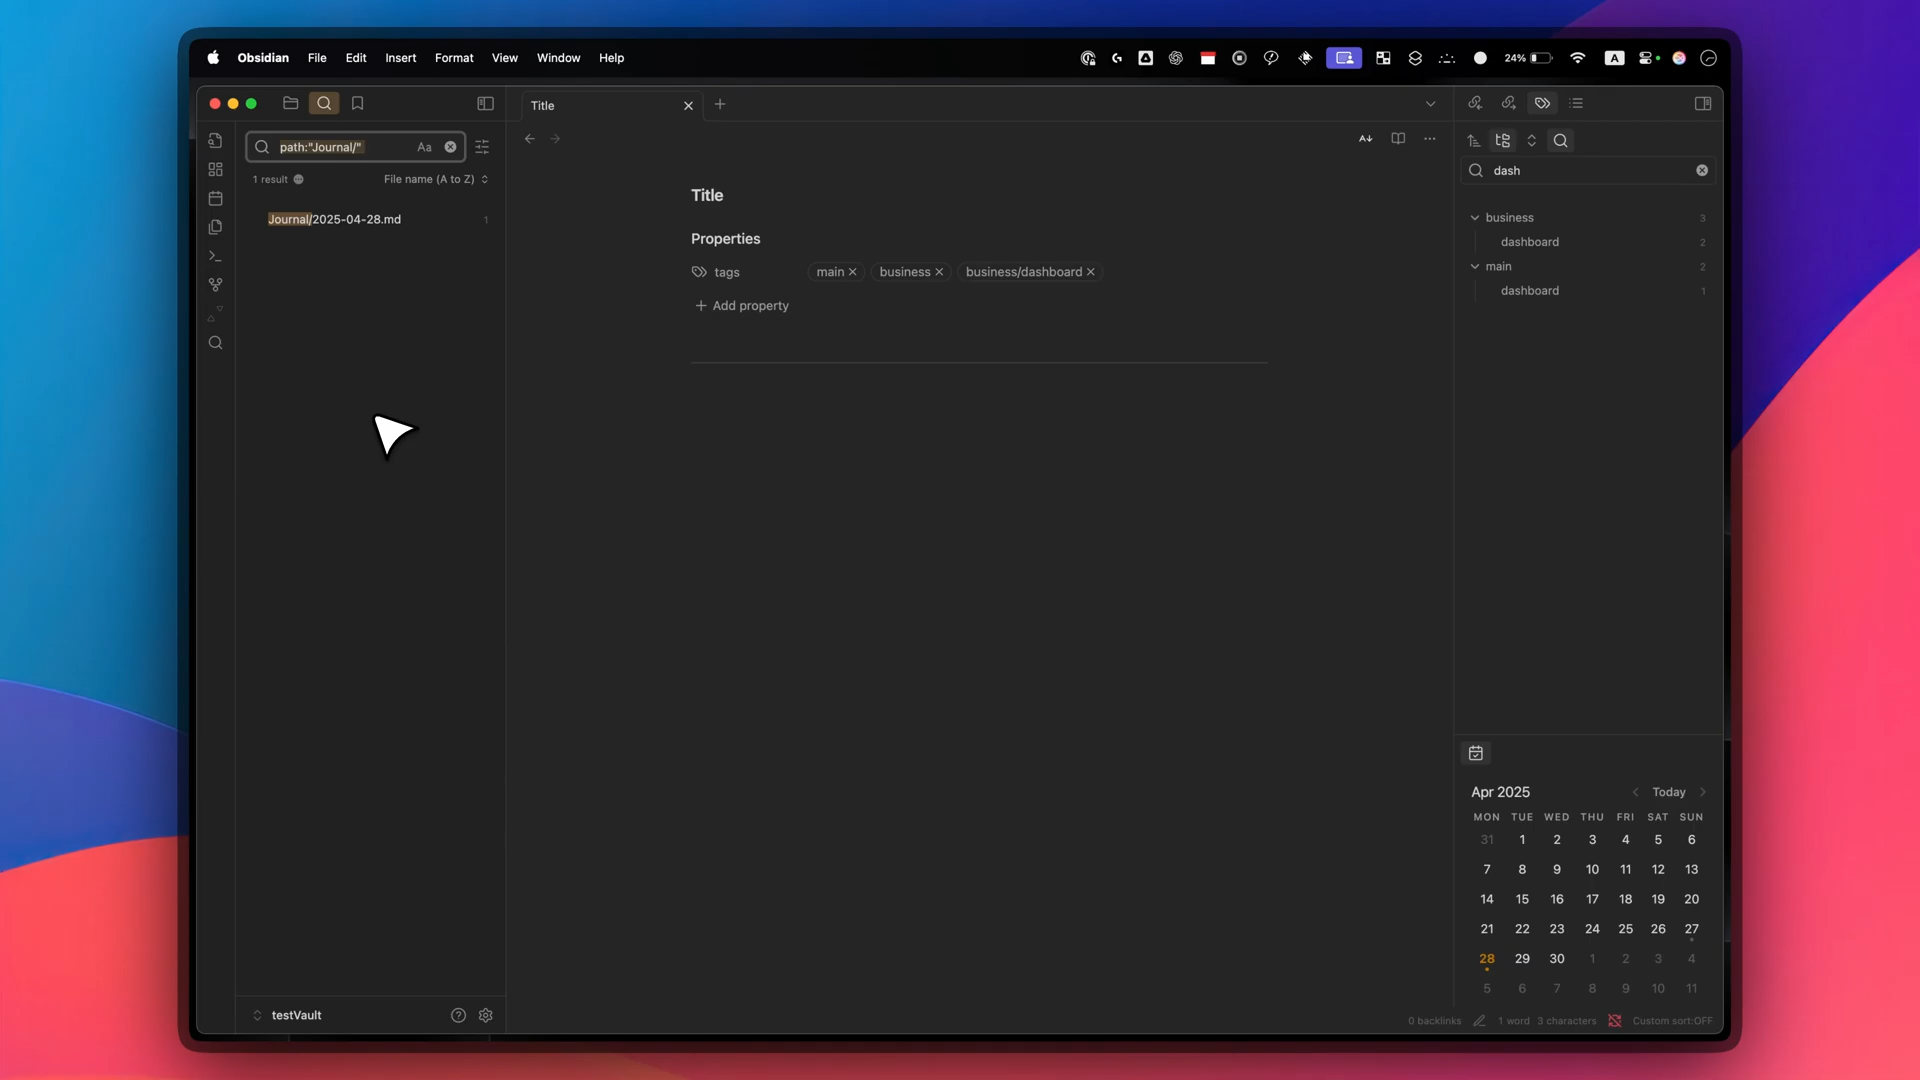 Obsidian File Edit Insert Format View Window Help
24%
A
Title
path:"Journal/"
Aa
1 result
File name (A to Z)
Journal/2025-04-28.md
1
Title
Properties
tags
main
business
business/dashboard
Add property
dash
business 3
dashboard 2
main 2
dashboard 1
Apr 2025
Today
MON TUE WED THU FRI SAT SUN
31 1 2 3 4 5 6
7 8 9 10 11 12 13
14 15 16 17 18 19 20
21 22 23 24 25 26 27
28 29 30 1 2 3 4
5 6 7 8 9 10 11
testVault
0 backlinks 1 word 3 characters Custom sort:OFF